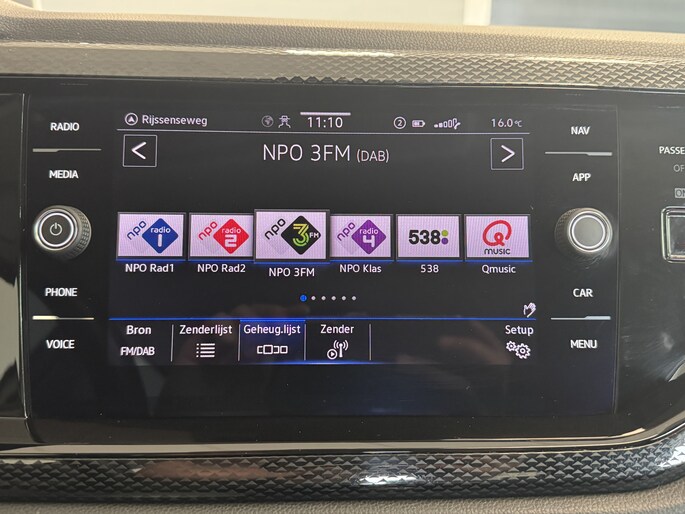 RADIO
MEDIA
PHONE
VOICE
Rijssenseweg
11:10
2
16.0°C
NPO 3FM (DAB)
npo radio 1
npo radio 2
npo 3FM
npo radio 4
538
Q MUSIC
NPO Rad1
NPO Rad2
NPO 3FM
NPO Klas
538
Qmusic
Bron
FM/DAB
Zenderlijst
Geheug.lijst
Zender
Setup
NAV
APP
CAR
MENU
PASSE
OF